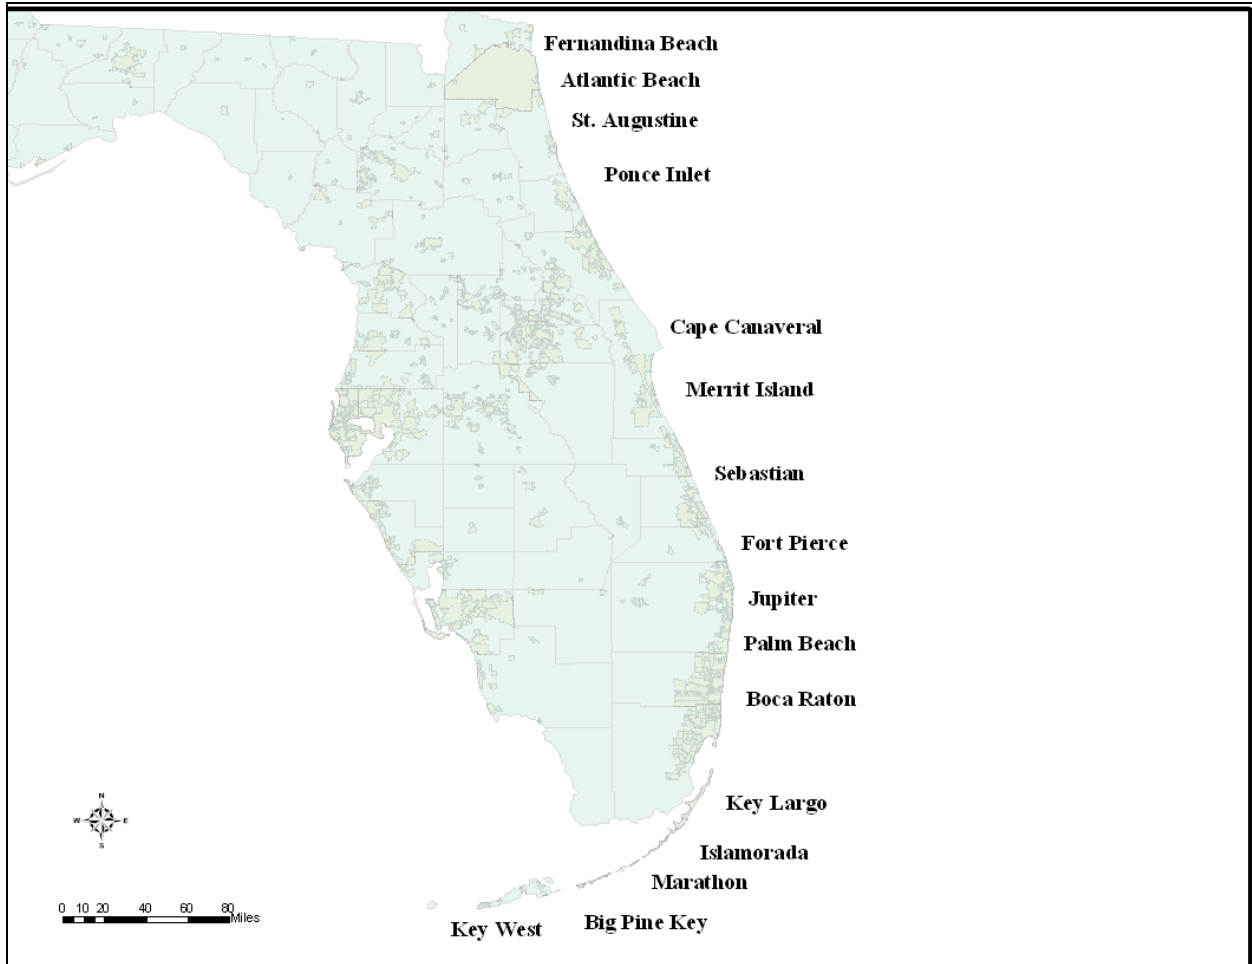 Fernandina Beach
Atlantic Beach
St. Augustine
Ponce Inlet
Cape Canaveral
Merrit Island
Sebastian
Fort Pierce
Jupiter
Palm Beach
Boca Raton
Key Largo
Islamorada
Marathon
Big Pine Key
Key West
N
W E
S
0 10 20 40 60 80
Miles